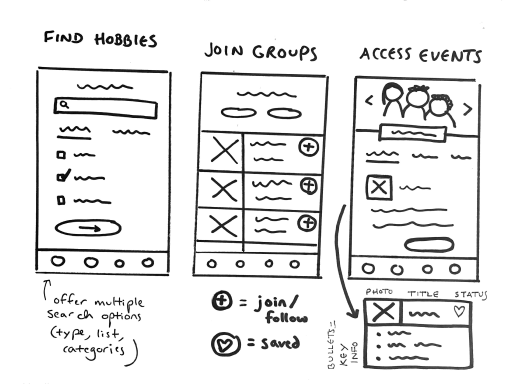 FIND HOBBIES
JOIN GROUPS
ACCESS EVENTS
offer multiple
search options
(type, list,
categories)
= join/
follow
= saved
PHOTO TITLE STATUS
BULLETS =
KEY
INFO